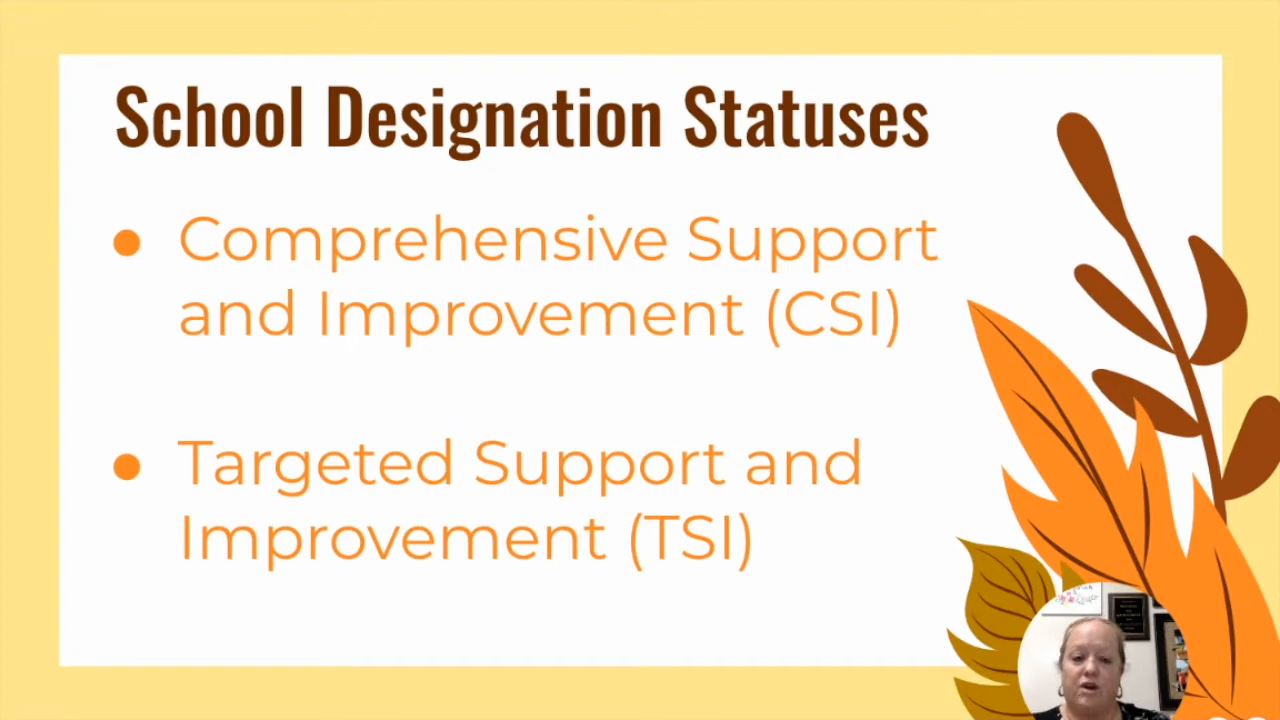 School Designation Statuses
● Comprehensive Support
and Improvement (CSI)
● Targeted Support and
Improvement (TSI)